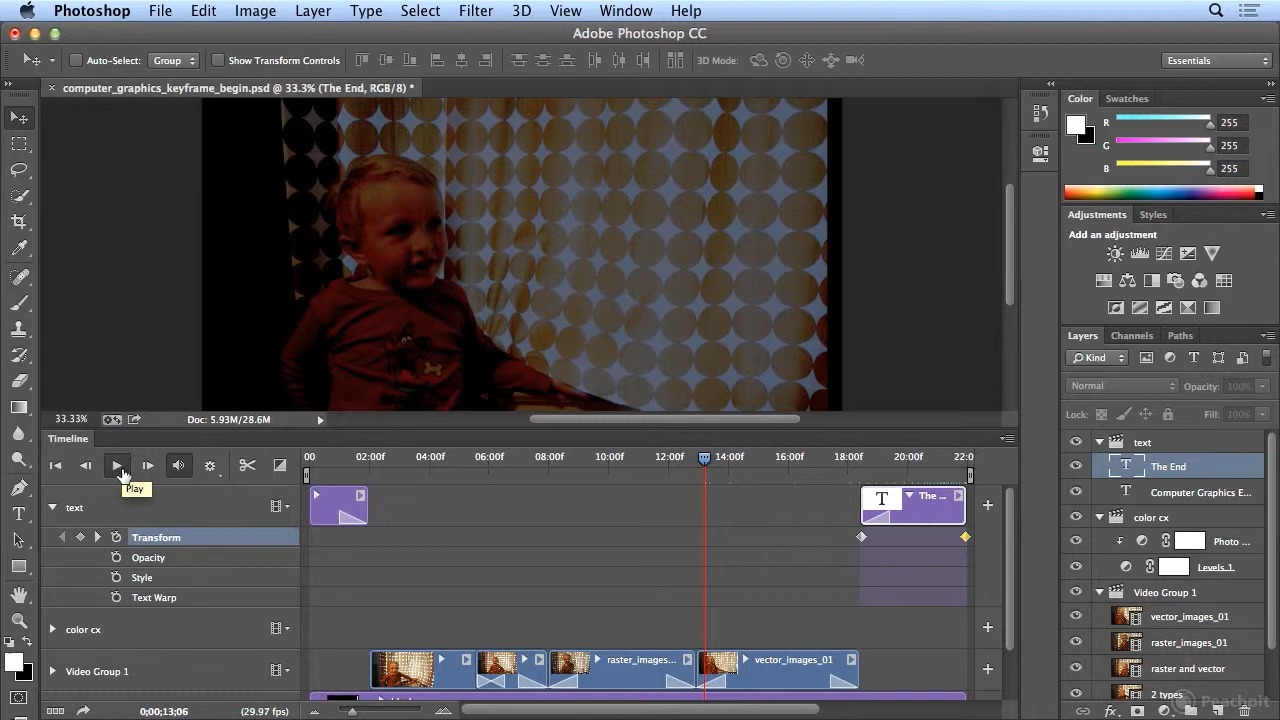 Photoshop File Edit Image Layer Type Select Filter 3D View Window Help
Adobe Photoshop CC
Auto-Select: Group Show Transform Controls 3D Mode: Essentials
× computer_graphics_keyframe_begin.psd @ 33.3% (The End, RGB/8) *
Color Swatches
R 255
G 255
B 255
Adjustments Styles
Add an adjustment
Layers Channels Paths
Kind T
Normal Opacity: 100%
Lock: Fill: 100%
text
T The End
T Computer Graphics E...
color cx
Photo ...
Levels 1
Video Group 1
vector_images_01
raster_images_01
raster and vector
2 types
fx.
33.33% Doc: 5.93M/28.6M
Timeline
00 02:00f 04:00f 06:00f 08:00f 10:00f 12:00f 14:00f 16:00f 18:00f 20:00f 22:0
Play
text T The ...
Transform
Opacity
Style
Text Warp
color cx
Video Group 1 raster_images... vector_images_01
0;00;13;06 (29.97 fps)
Peachpit